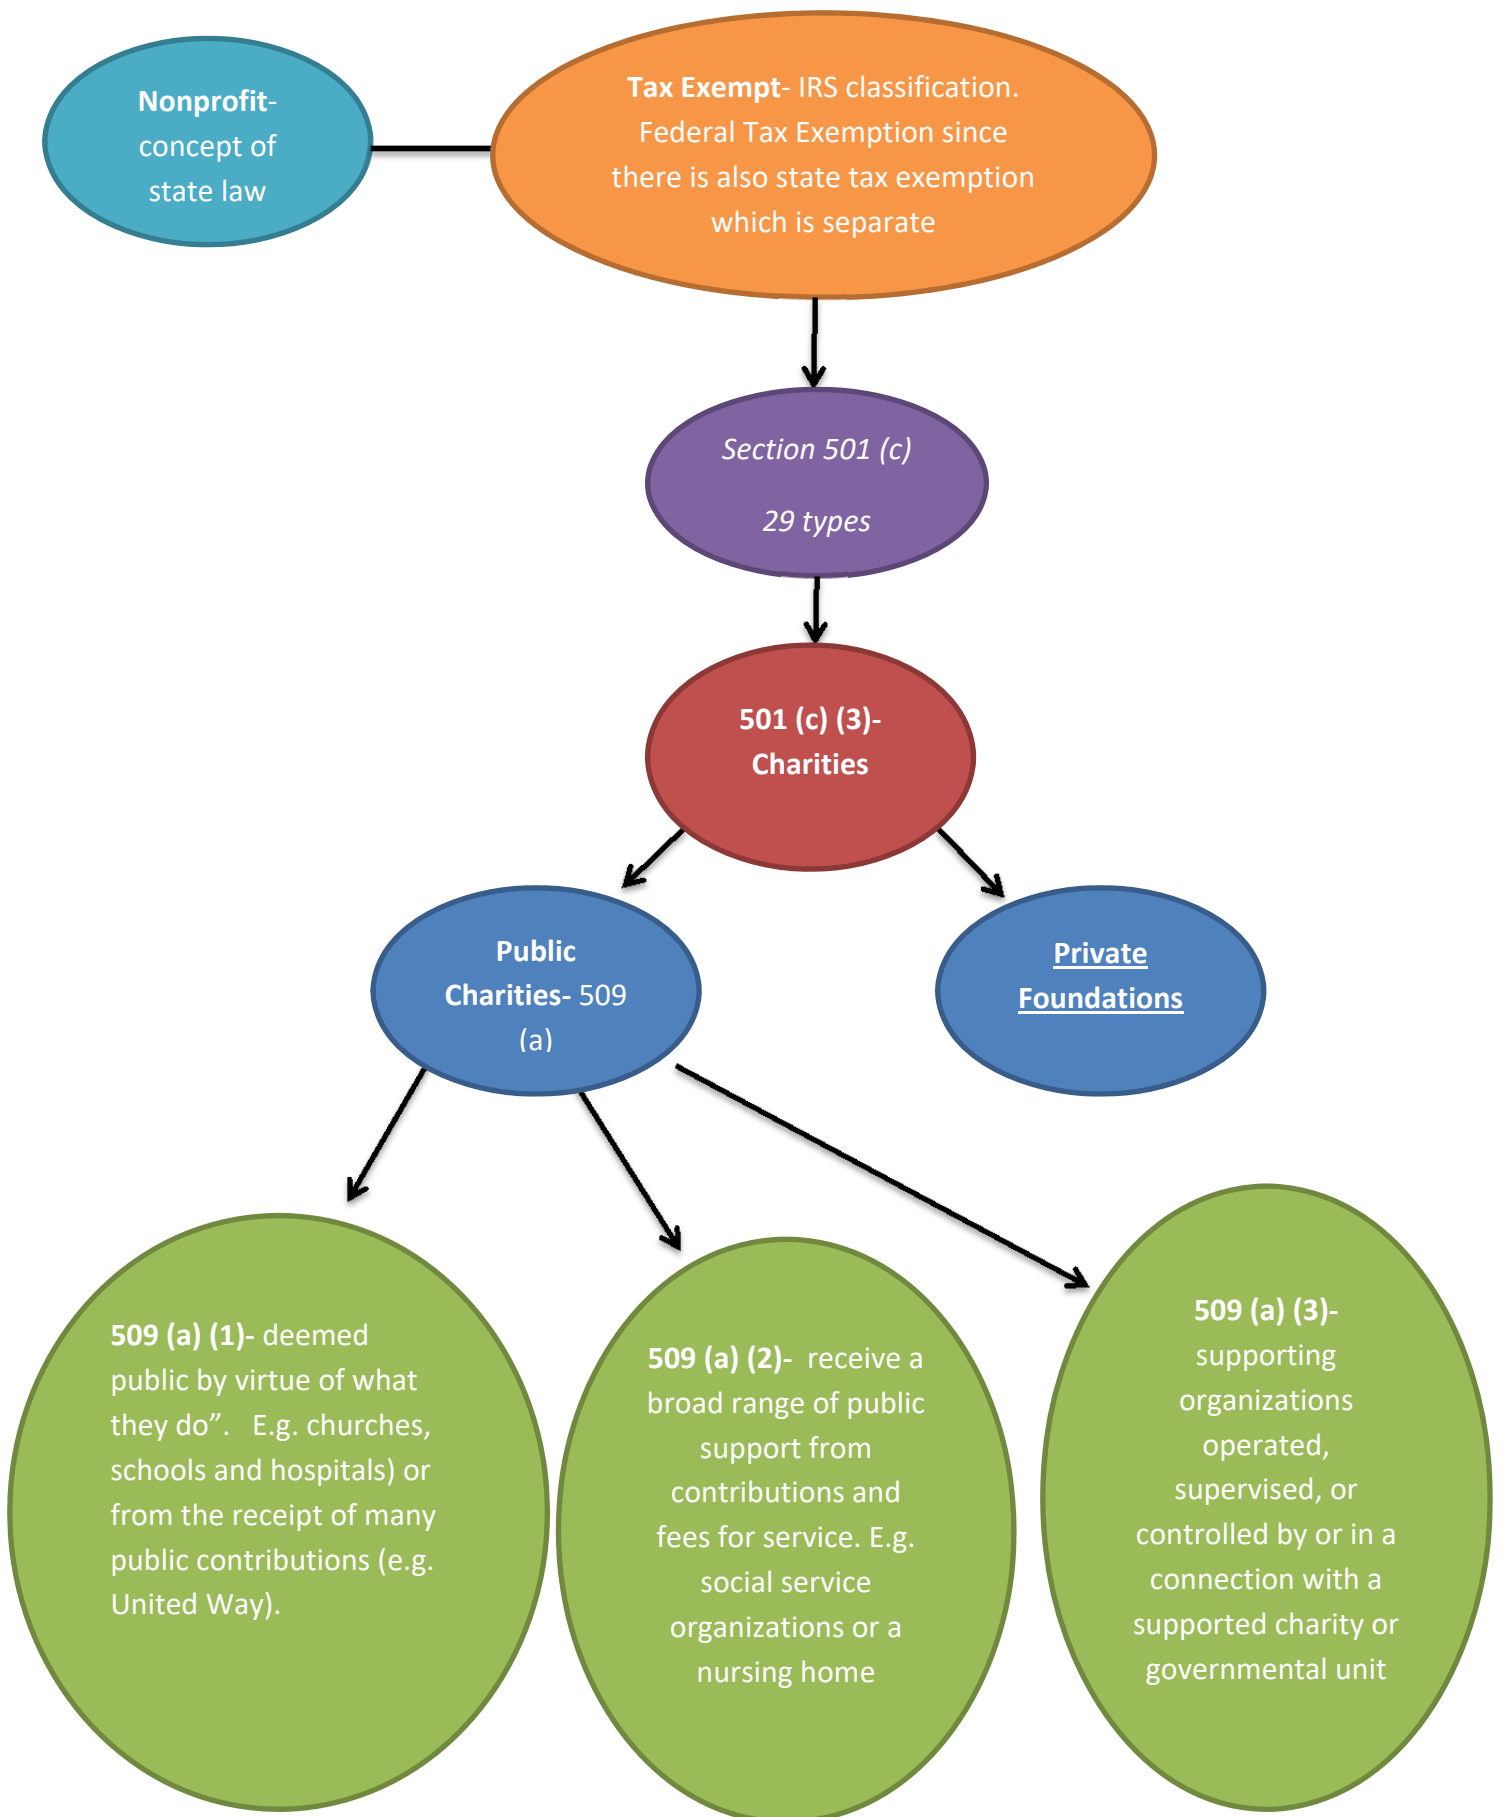 Nonprofit-
concept of
state law
Tax Exempt- IRS classification.
Federal Tax Exemption since
there is also state tax exemption
which is separate
Section 501 (c)
29 types
501 (c) (3)-
Charities
Public
Charities- 509
(a)
Private
Foundations
509 (a) (1)- deemed
public by virtue of what
they do”.   E.g. churches,
schools and hospitals) or
from the receipt of many
public contributions (e.g.
United Way).
509 (a) (2)-  receive a
broad range of public
support from
contributions and
fees for service. E.g.
social service
organizations or a
nursing home
509 (a) (3)-
supporting
organizations
operated,
supervised, or
controlled by or in a
connection with a
supported charity or
governmental unit